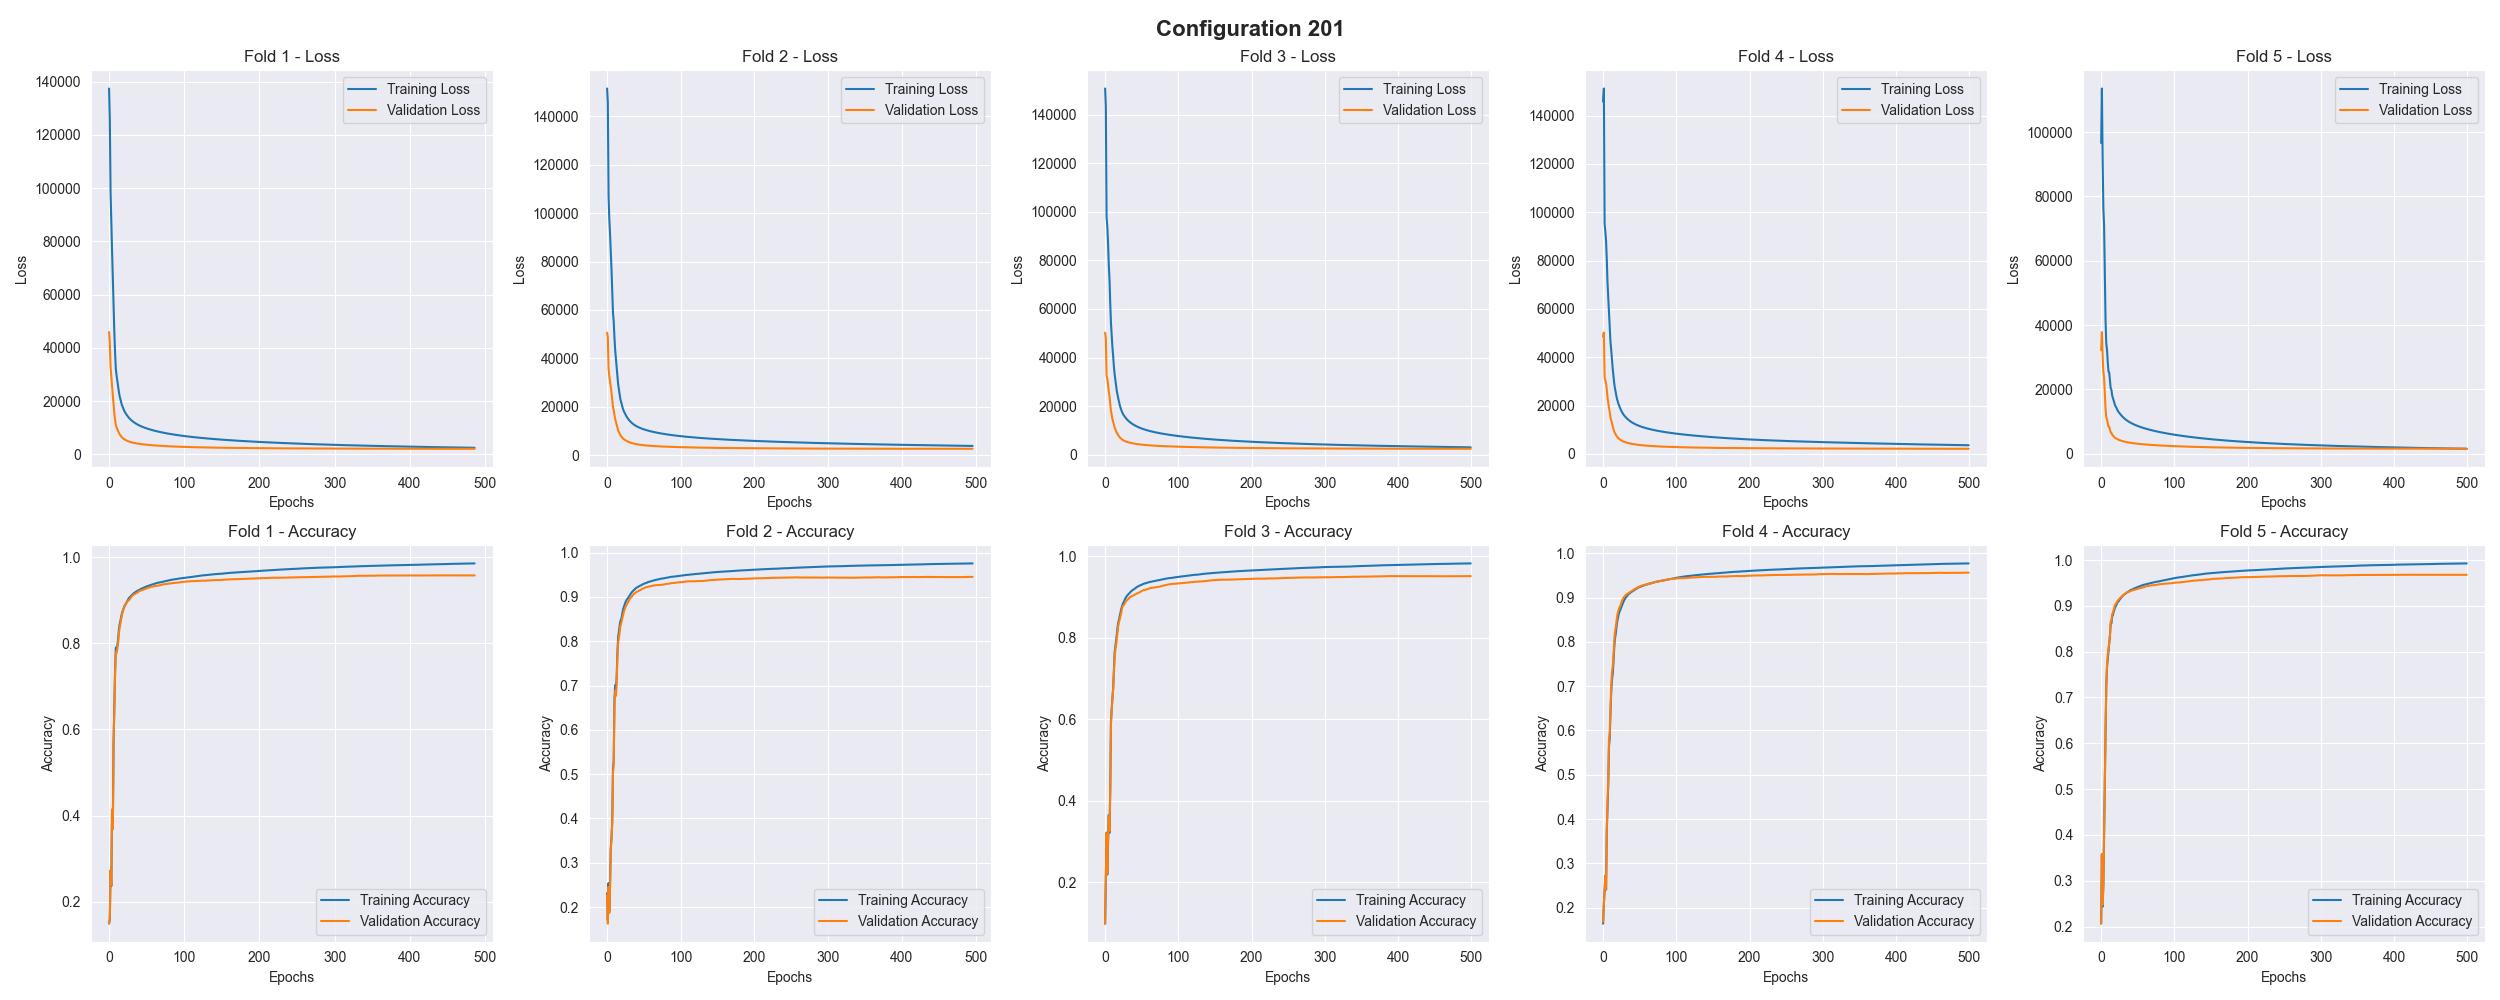 Configuration 201
Fold 1 - Loss
140000
120000
100000
80000
60000
40000
20000
0
Loss
0 100 200 300 400 500
Epochs
Training Loss
Validation Loss
Fold 2 - Loss
140000
120000
100000
80000
60000
40000
20000
0
Loss
0 100 200 300 400 500
Epochs
Training Loss
Validation Loss
Fold 3 - Loss
140000
120000
100000
80000
60000
40000
20000
0
Loss
0 100 200 300 400 500
Epochs
Training Loss
Validation Loss
Fold 4 - Loss
140000
120000
100000
80000
60000
40000
20000
0
Loss
0 100 200 300 400 500
Epochs
Training Loss
Validation Loss
Fold 5 - Loss
100000
80000
60000
40000
20000
0
Loss
0 100 200 300 400 500
Epochs
Training Loss
Validation Loss
Fold 1 - Accuracy
1.0
0.8
0.6
0.4
0.2
Accuracy
0 100 200 300 400 500
Epochs
Training Accuracy
Validation Accuracy
Fold 2 - Accuracy
1.0
0.9
0.8
0.7
0.6
0.5
0.4
0.3
0.2
Accuracy
0 100 200 300 400 500
Epochs
Training Accuracy
Validation Accuracy
Fold 3 - Accuracy
1.0
0.8
0.6
0.4
0.2
Accuracy
0 100 200 300 400 500
Epochs
Training Accuracy
Validation Accuracy
Fold 4 - Accuracy
1.0
0.9
0.8
0.7
0.6
0.5
0.4
0.3
0.2
Accuracy
0 100 200 300 400 500
Epochs
Training Accuracy
Validation Accuracy
Fold 5 - Accuracy
1.0
0.9
0.8
0.7
0.6
0.5
0.4
0.3
0.2
Accuracy
0 100 200 300 400 500
Epochs
Training Accuracy
Validation Accuracy